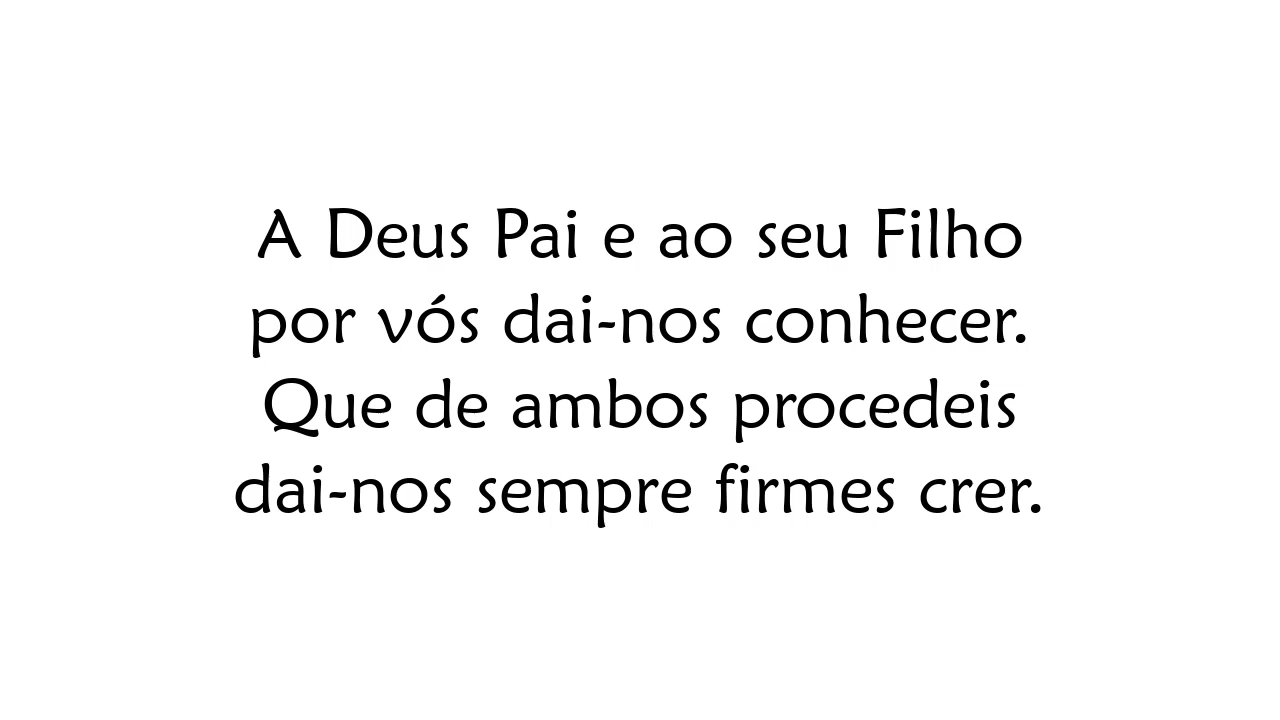 A Deus Pai e ao seu Filho
por vós dai-nos conhecer.
Que de ambos procedeis
dai-nos sempre firmes crer.